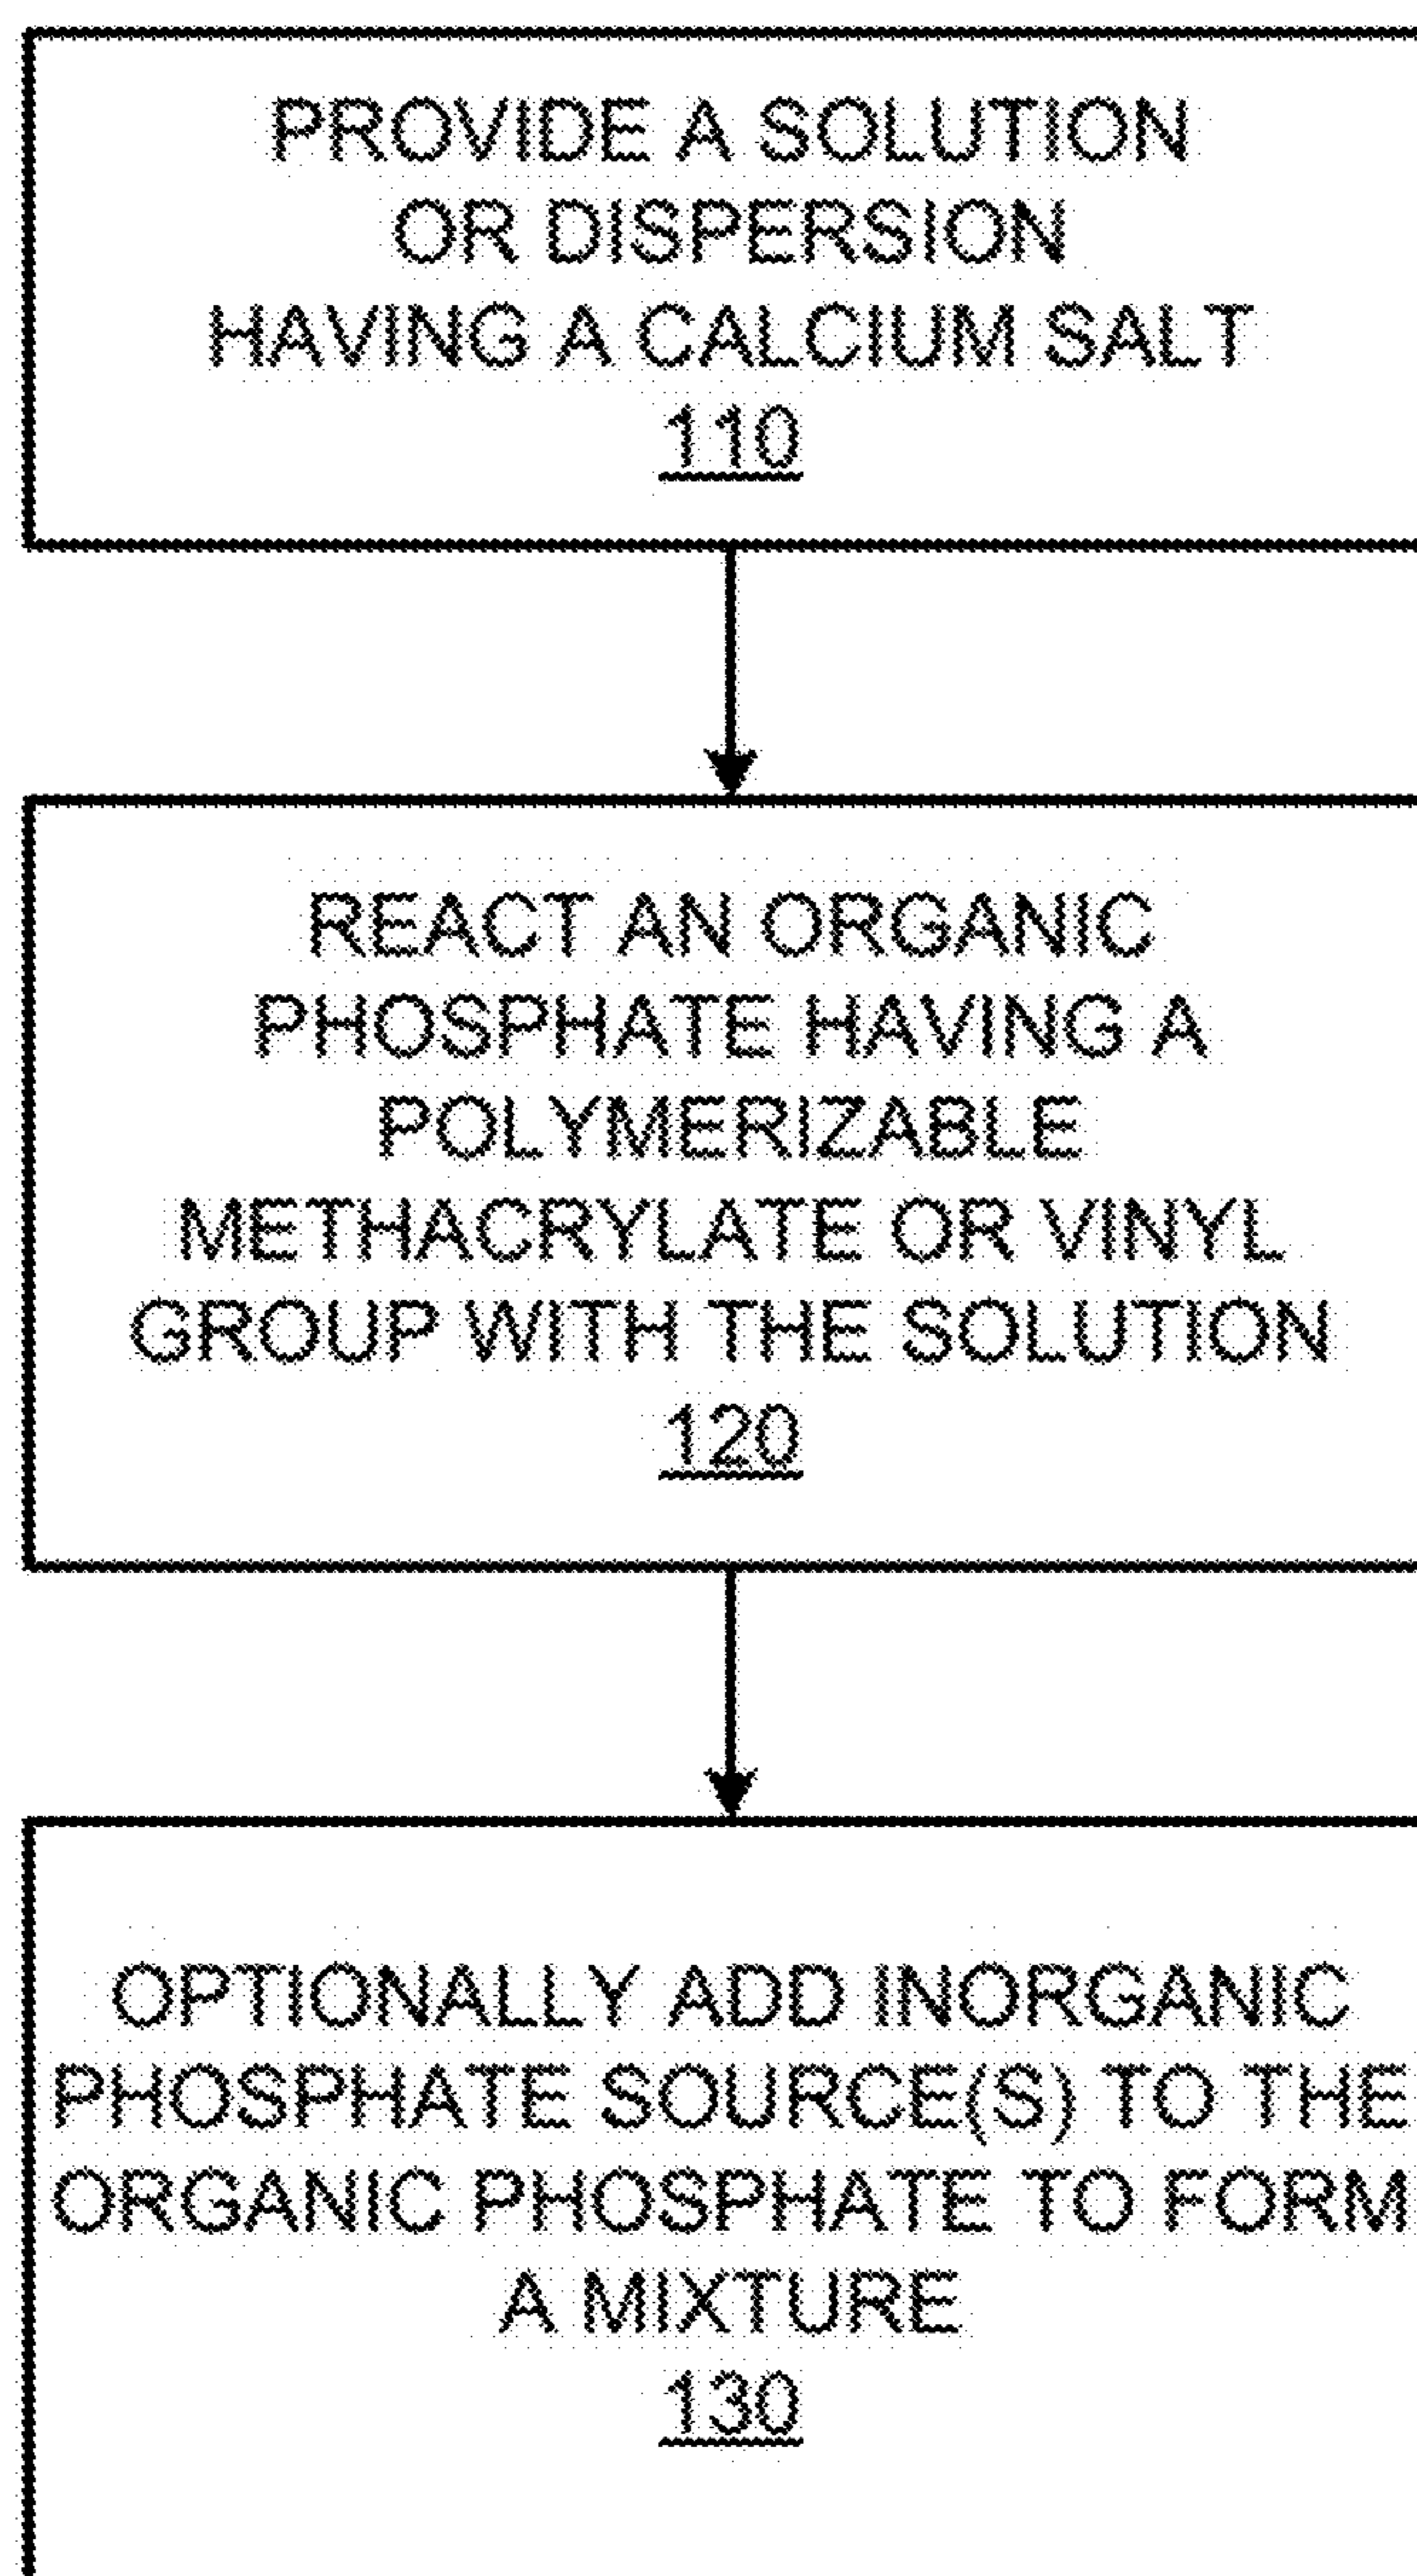 PROVIDE A SOLUTION
OR DISPERSION
HAVING A CALCIUM SALT
110
REACT AN ORGANIC
PHOSPHATE HAVING A
POLYMERIZABLE
METHACRYLATE OR VINYL
GROUP WITH THE SOLUTION
120
OPTIONALLY ADD INORGANIC
PHOSPHATE SOURCE(S) TO THE
ORGANIC PHOSPHATE TO FORM
A MIXTURE
130